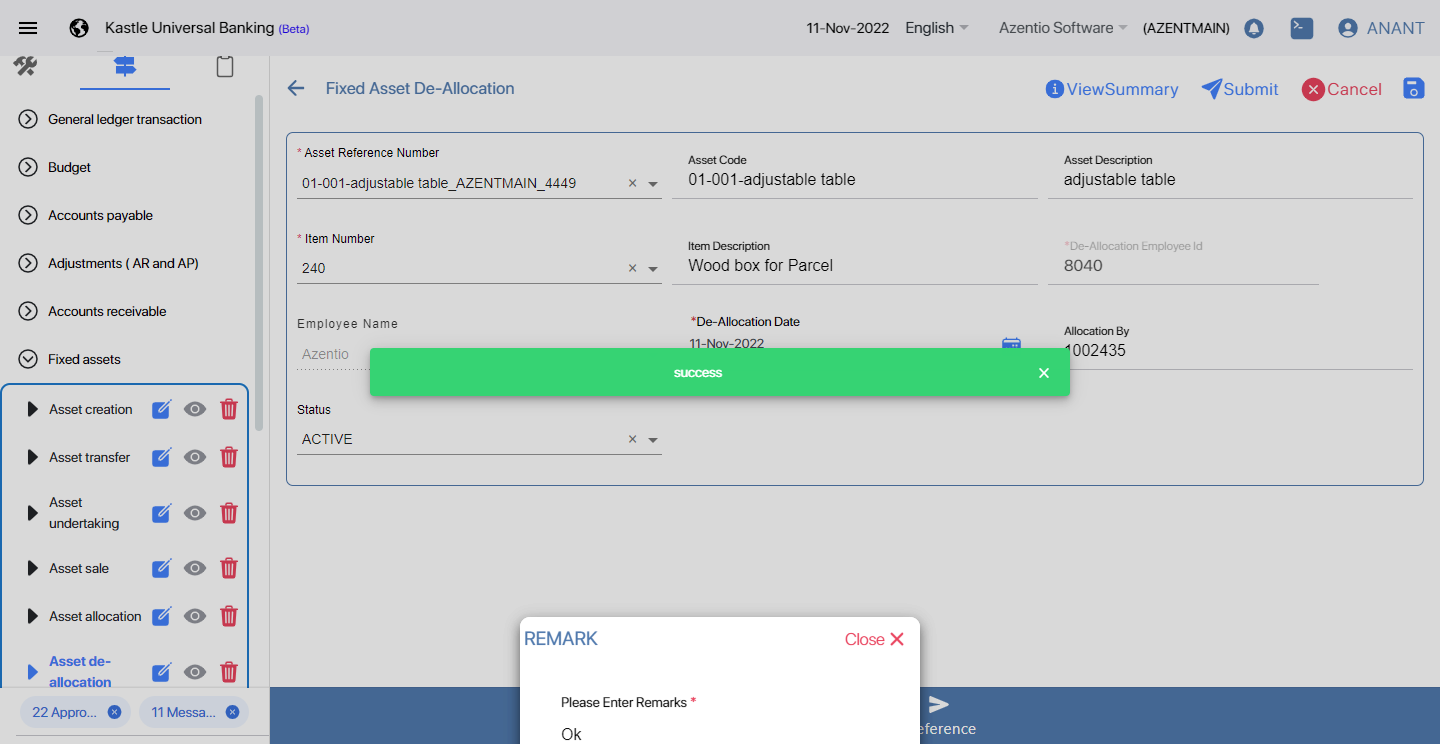 Kastle Universal Banking (Beta)
11-Nov-2022
English
Azentio Software
(AZENTMAIN)
ANANT
General ledger transaction
Budget
Accounts payable
Adjustments ( AR and AP)
Accounts receivable
Fixed assets
Asset creation
Asset transfer
Asset
undertaking
Asset sale
Asset allocation
Asset de-
allocation
22 Appro...
11 Messa...
Fixed Asset De-Allocation
ViewSummary
Submit
Cancel
* Asset Reference Number
01-001-adjustable table_AZENTMAIN_4449
Asset Code
01-001-adjustable table
Asset Description
adjustable table
* Item Number
240
Item Description
Wood box for Parcel
*De-Allocation Employee Id
8040
Employee Name
Azentio
*De-Allocation Date
11-Nov-2022
Allocation By
1002435
success
Status
ACTIVE
REMARK
Close
Please Enter Remarks *
Ok
eference